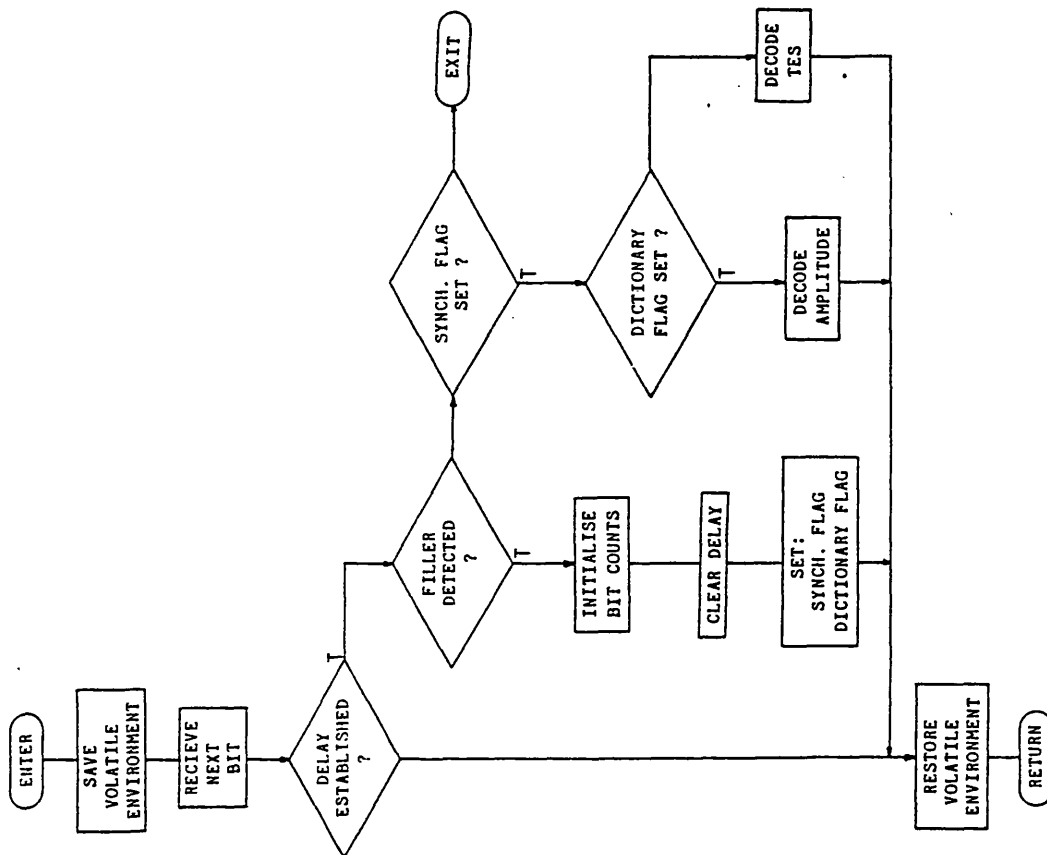 ENTER
SAVE
VOLATILE
ENVIRONMENT
RECIEVE
NEXT
BIT
DELAY
ESTABLISHED
?
T
FILLER
DETECTED
?
T
INITIALISE
BIT COUNTS
CLEAR DELAY
SET:
SYNCH. FLAG
DICTIONARY FLAG
SYNCH. FLAG
SET ?
T
EXIT
DICTIONARY
FLAG SET ?
T
DECODE
AMPLITUDE
DECODE
TES
RESTORE
VOLATILE
ENVIRONMENT
RETURN